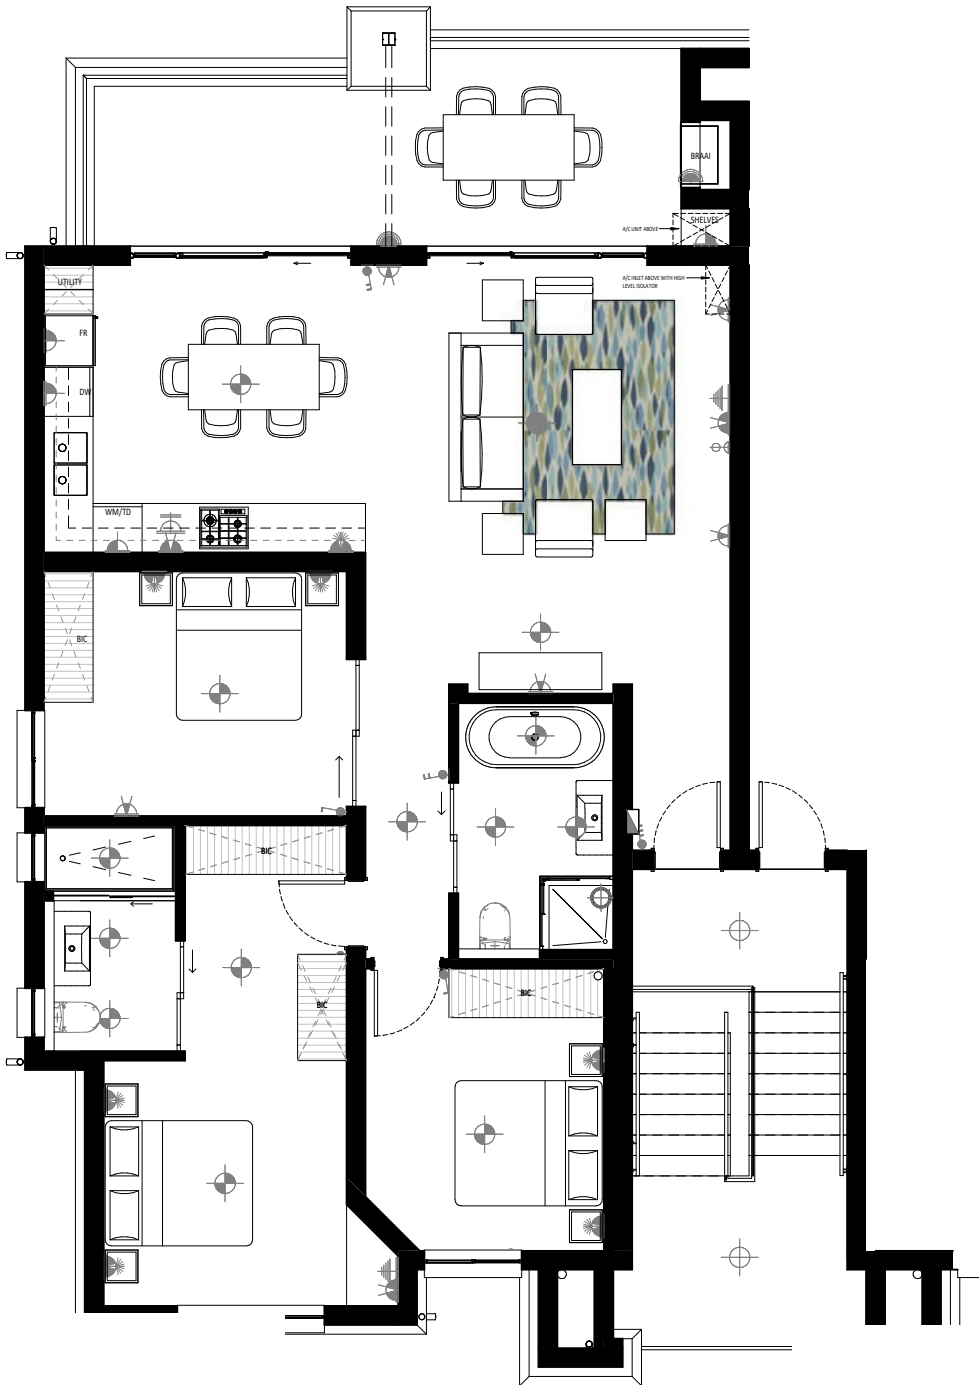 BRAAI
SHELVES
A/C UNIT ABOVE
A/C INLET ABOVE WITH HIGH
LEVEL ISOLATOR
UTILITY
FR
DW
WM/TD
BIC
BIC
BIC
BIC